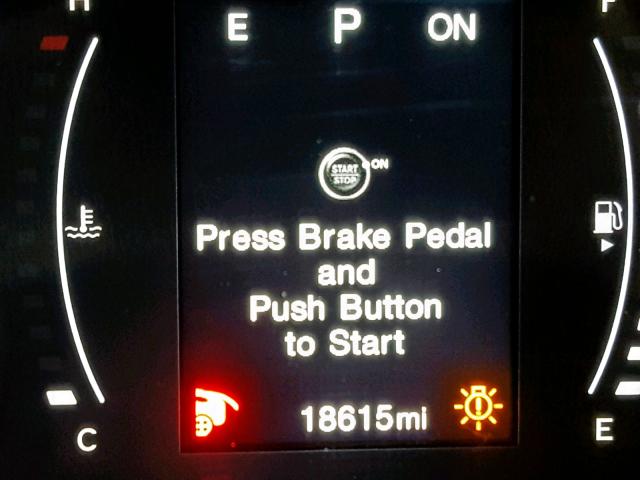 H
F
E P ON
START
STOP
ON
Press Brake Pedal
and
Push Button
to Start
18615mi
C
E